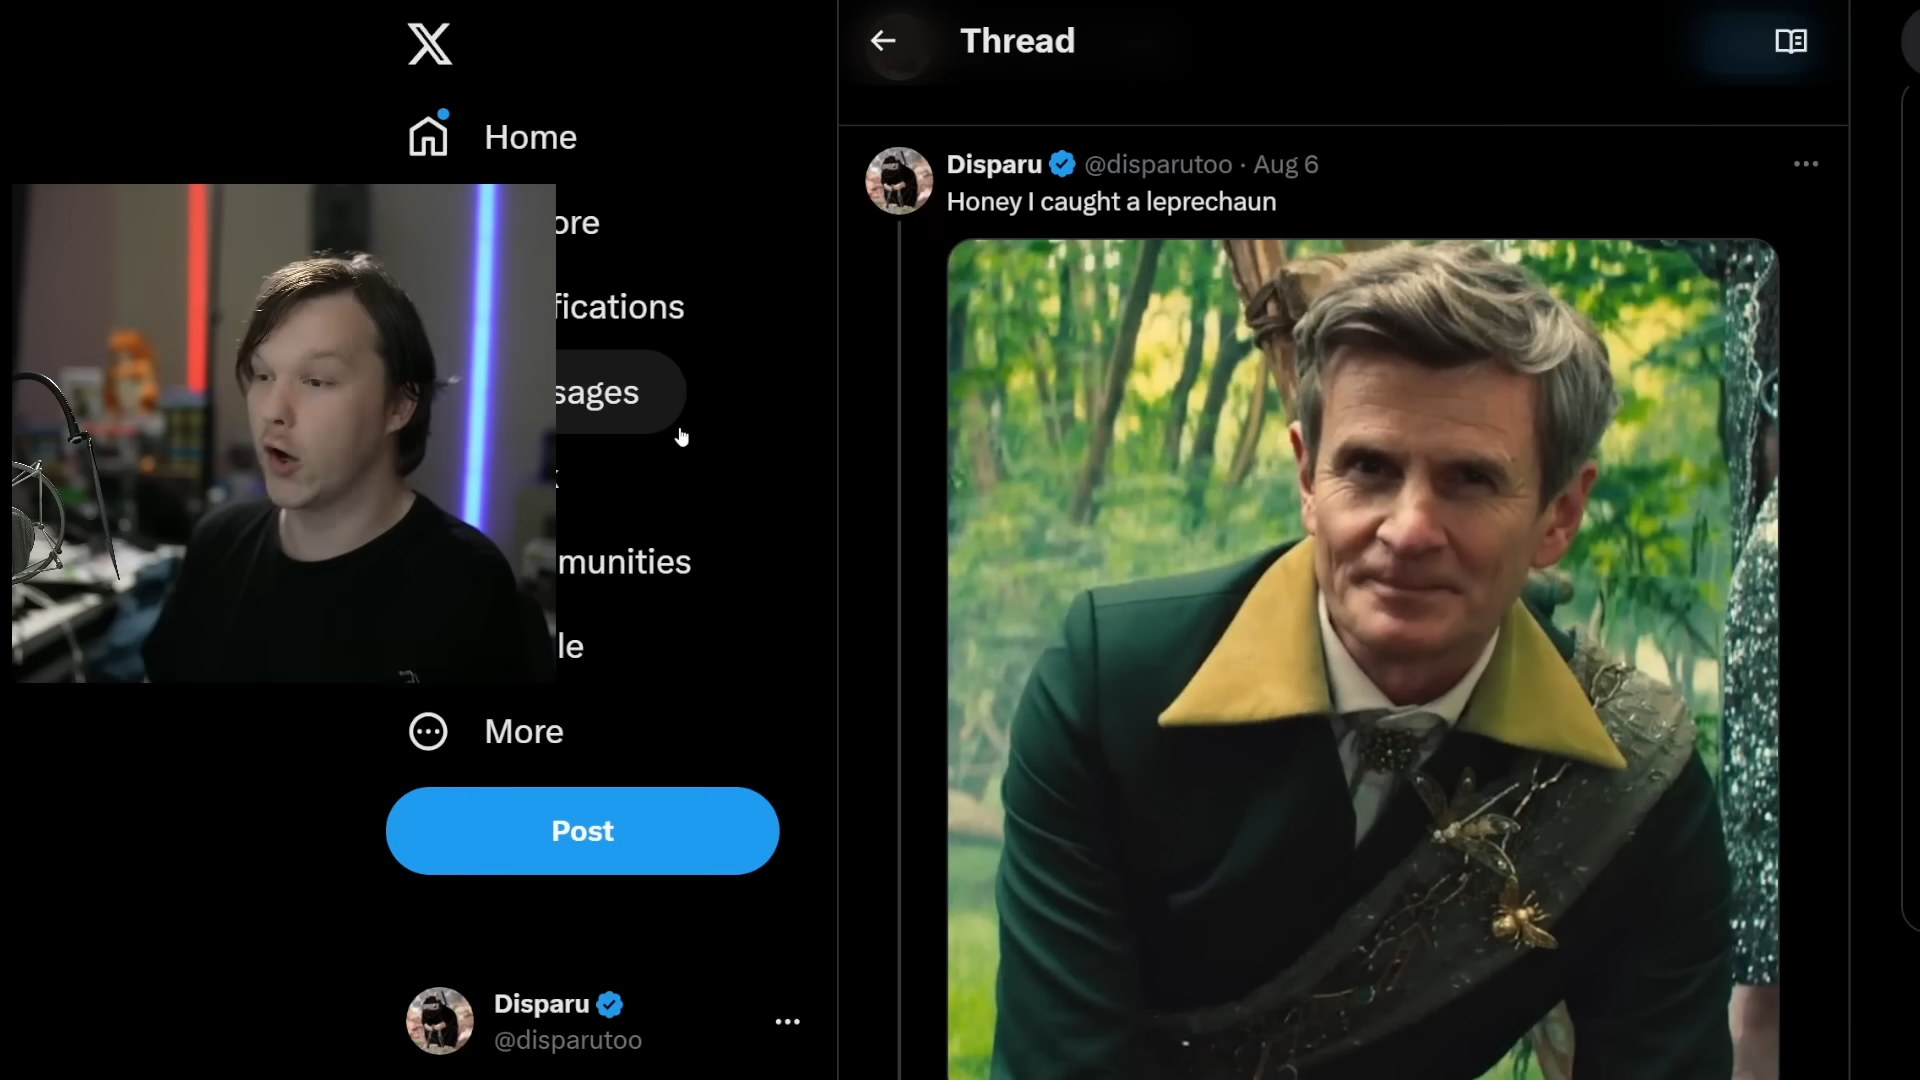 Home
ore
fications
sages
munities
le
More
Post
Disparu
@disparutoo
Thread
Disparu @disparutoo · Aug 6
Honey I caught a leprechaun